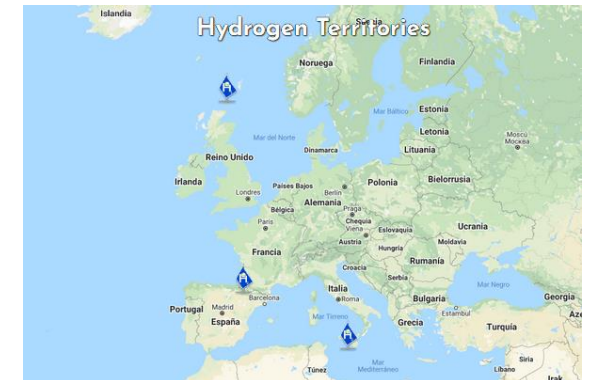 Islandia
Hydrogen Territories
Suecia
Noruega
Finlandia
Estonia
Mar Báltico
Letonia
Moscú
Москва
Mar del Norte
Dinamarca
Lituania
Reino Unido
Irlanda
Países Bajos
Berlín
Polonia
Bielorrusia
Londres
Alemania
Bélgica
Praga
París
Chequia
Ucrania
Viena
Eslovaquia
Austria
Moldavia
Hungría
Francia
Rumanía
Croacia
Serbia
Mar Negro
Italia
Barcelona
Roma
Bulgaria
Georgia
Portugal
Madrid
Estambul
Aze
España
Mar Tirreno
Grecia
Turquía
Siria
Túnez
Mar
Mediterráneo
Líbano
Irak